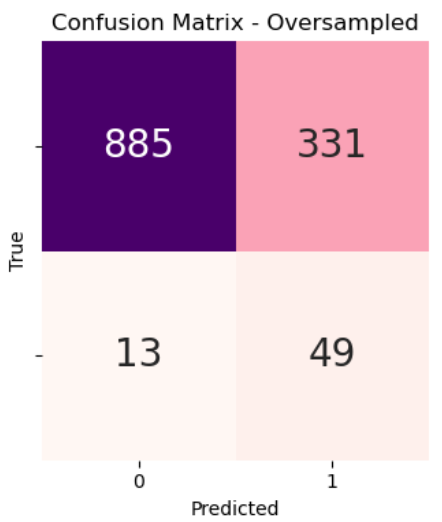 Confusion Matrix - Oversampled
885 331
True
13 49
0 1
Predicted